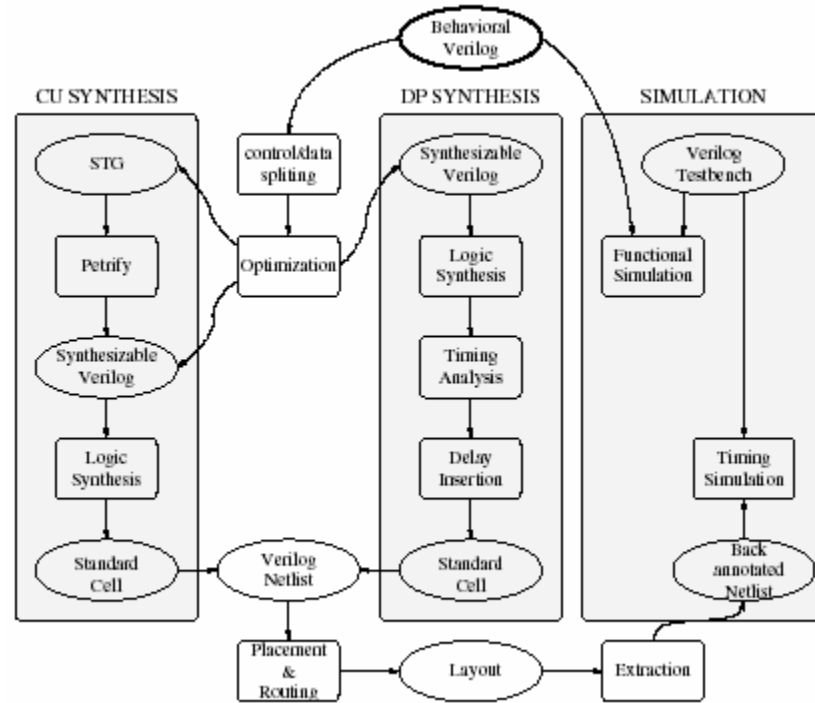 Behavioral
Verilog
CU SYNTHESIS
DP SYNTHESIS
SIMULATION
STG
control/data
spliting
Synthesizable
Verilog
Verilog
Testbench
Petrify
Optimization
Logic
Synthesis
Functional
Simulation
Synthesizable
Verilog
Timing
Analysis
Logic
Synthesis
Delay
Insertion
Timing
Simulation
Standard
Cell
Verilog
Netlist
Standard
Cell
Back
annotated
Netlist
Placement
&
Routing
Layout
Extraction